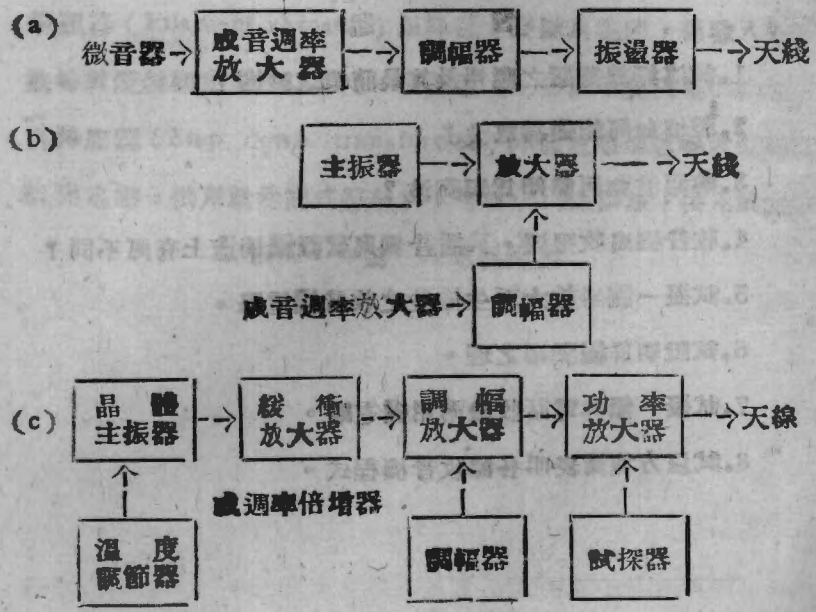 (a)
微音器→ 成音週率放大器 → 調幅器 → 振盪器 →天綫
(b)
主振器 → 放大器 →天綫
成音週率放大器→ 調幅器
(c)
晶體主振器 → 緩衝放大器 → 調幅放大器 → 功率放大器 →天線
或週率倍增器
溫度調節器 調幅器 試探器